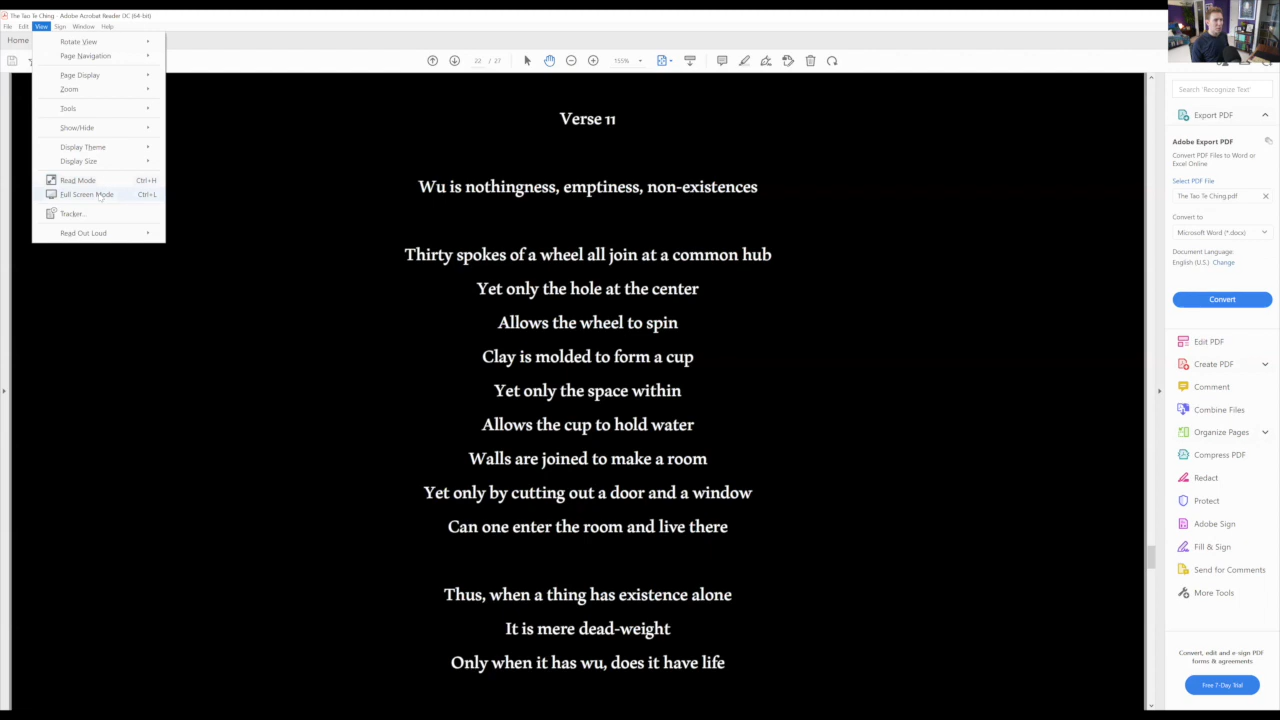 The Tao Te Ching - Adobe Acrobat Reader DC (64-bit)
File Edit View Sign Window Help
Home
Rotate View
Page Navigation
Page Display
Zoom
Tools
Show/Hide
Display Theme
Display Size
Read Mode Ctrl+H
Full Screen Mode Ctrl+L
Tracker...
Read Out Loud
22 / 27
155%
Verse 11
Wu is nothingness, emptiness, non-existences
Thirty spokes of a wheel all join at a common hub
Yet only the hole at the center
Allows the wheel to spin
Clay is molded to form a cup
Yet only the space within
Allows the cup to hold water
Walls are joined to make a room
Yet only by cutting out a door and a window
Can one enter the room and live there
Thus, when a thing has existence alone
It is mere dead-weight
Only when it has wu, does it have life
Search 'Recognize Text'
Export PDF
Adobe Export PDF
Convert PDF Files to Word or
Excel Online
Select PDF File
The Tao Te Ching.pdf
Convert to
Microsoft Word (*.docx)
Document Language:
English (U.S.) Change
Convert
Edit PDF
Create PDF
Comment
Combine Files
Organize Pages
Compress PDF
Redact
Protect
Adobe Sign
Fill & Sign
Send for Comments
More Tools
Convert, edit and e-sign PDF
forms & agreements
Free 7-Day Trial